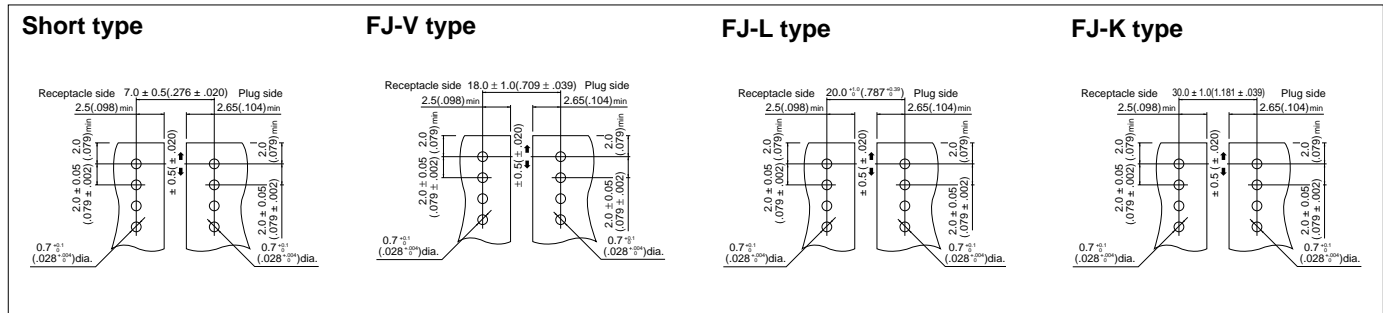 Short type
Receptacle side 7.0 ± 0.5(.276 ± .020) Plug side
2.5(.098)min 2.65(.104)min
2.0 (.079)min
± 0.5(± .020)
2.0 (.079)min
2.0 ± 0.05
(.079 ± .002)
2.0 ± 0.05
(.079 ± .002)
0.7 +0.1 0
(.028 +.004 0)dia.
0.7 +0.1 0
(.028 +.004 0)dia.
FJ-V type
Receptacle side 18.0 ± 1.0(.709 ± .039) Plug side
2.5(.098)min 2.65(.104)min
2.0 (.079)min
± 0.5(± .020)
2.0 (.079)min
2.0 ± 0.05
(.079 ± .002)
2.0 ± 0.05
(.079 ± .002)
0.7 +0.1 0
(.028 +.004 0)dia.
0.7 +0.1 0
(.028 +.004 0)dia.
FJ-L type
Receptacle side 20.0 +1.0 0 (.787 +0.39 0) Plug side
2.5(.098)min 2.65(.104)min
2.0 (.079)min
± 0.5 (± .020)
2.0 (.079)min
2.0 ± 0.05
(.079 ± .002)
2.0 ± 0.05
(.079 ± .002)
0.7 +0.1 0
(.028 +.004 0)dia.
0.7 +0.1 0
(.028 +.004 0)dia.
FJ-K type
Receptacle side 30.0 ± 1.0(1.181 ± .039) Plug side
2.5(.098)min 2.65(.104)min
2.0 (.079)min
± 0.5 (± .020)
2.0 (.079)min
2.0 ± 0.05
(.079 ± .002)
2.0 ± 0.05
(.079 ± .002)
0.7 +0.1 0
(.028 +.004 0)dia.
0.7 +0.1 0
(.028 +.004 0)dia.